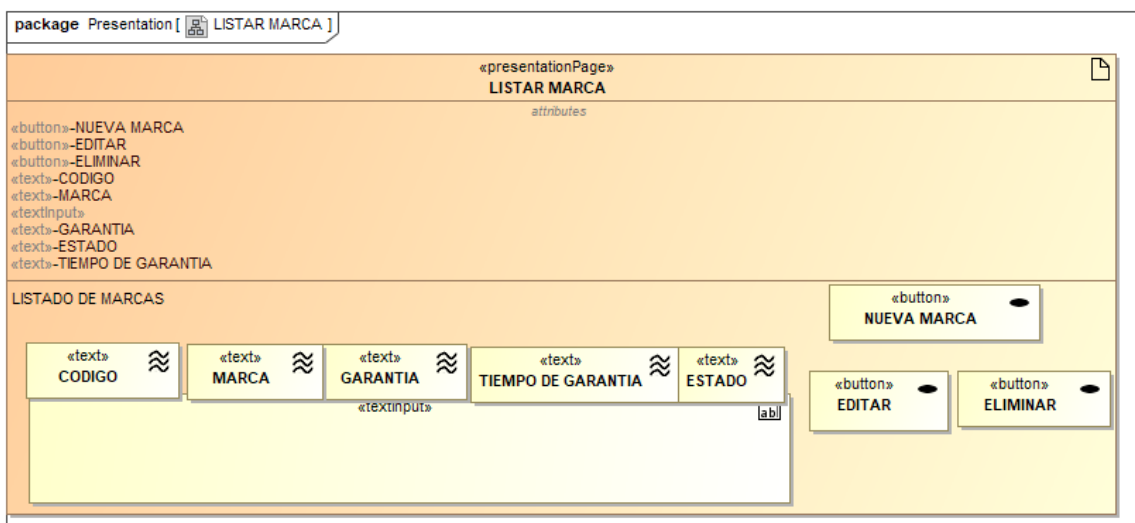 package Presentation [ LISTAR MARCA ]
«presentationPage»
LISTAR MARCA
attributes
«button»-NUEVA MARCA
«button»-EDITAR
«button»-ELIMINAR
«text»-CODIGO
«text»-MARCA
«textInput»
«text»-GARANTIA
«text»-ESTADO
«text»-TIEMPO DE GARANTIA
LISTADO DE MARCAS
«button»
NUEVA MARCA
«text»
CODIGO
«text»
MARCA
«text»
GARANTIA
«text»
TIEMPO DE GARANTIA
«text»
ESTADO
«button»
EDITAR
«button»
ELIMINAR
«textInput»
ab